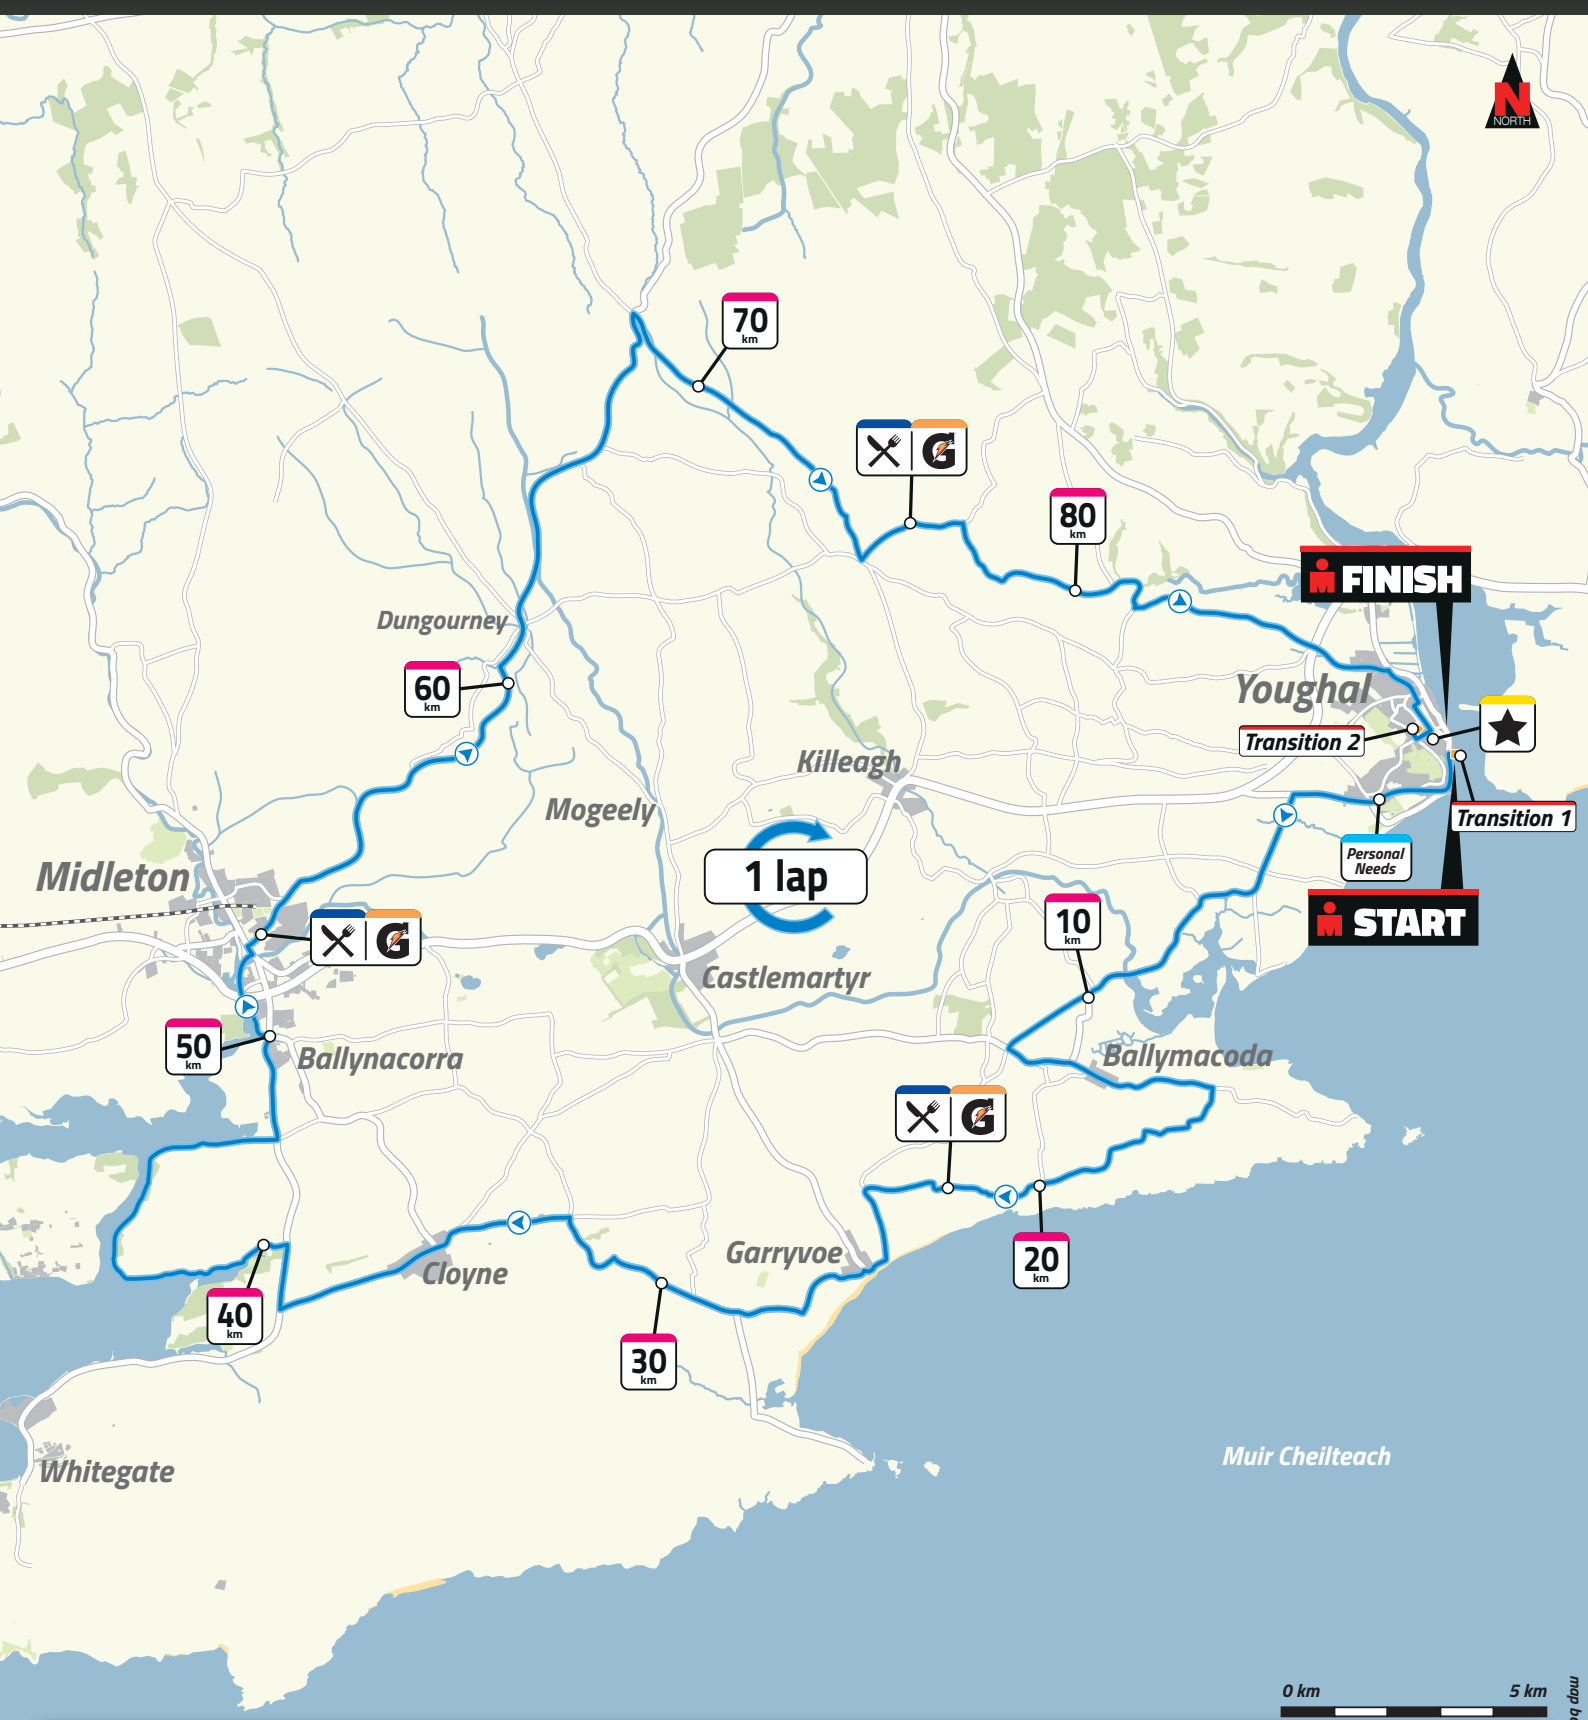 N
NORTH
70
km
G
80
km
FINISH
Dungourney
60
km
Youghal
Transition 2
Killeagh
Mogeely
Transition 1
Personal
Needs
1 lap
Midleton
10
km
START
G
Castlemartyr
50
km
Ballynacorra
Ballymacoda
G
20
km
Garryvoe
Cloyne
40
km
30
km
Whitegate
Muir Cheilteach
0 km
5 km